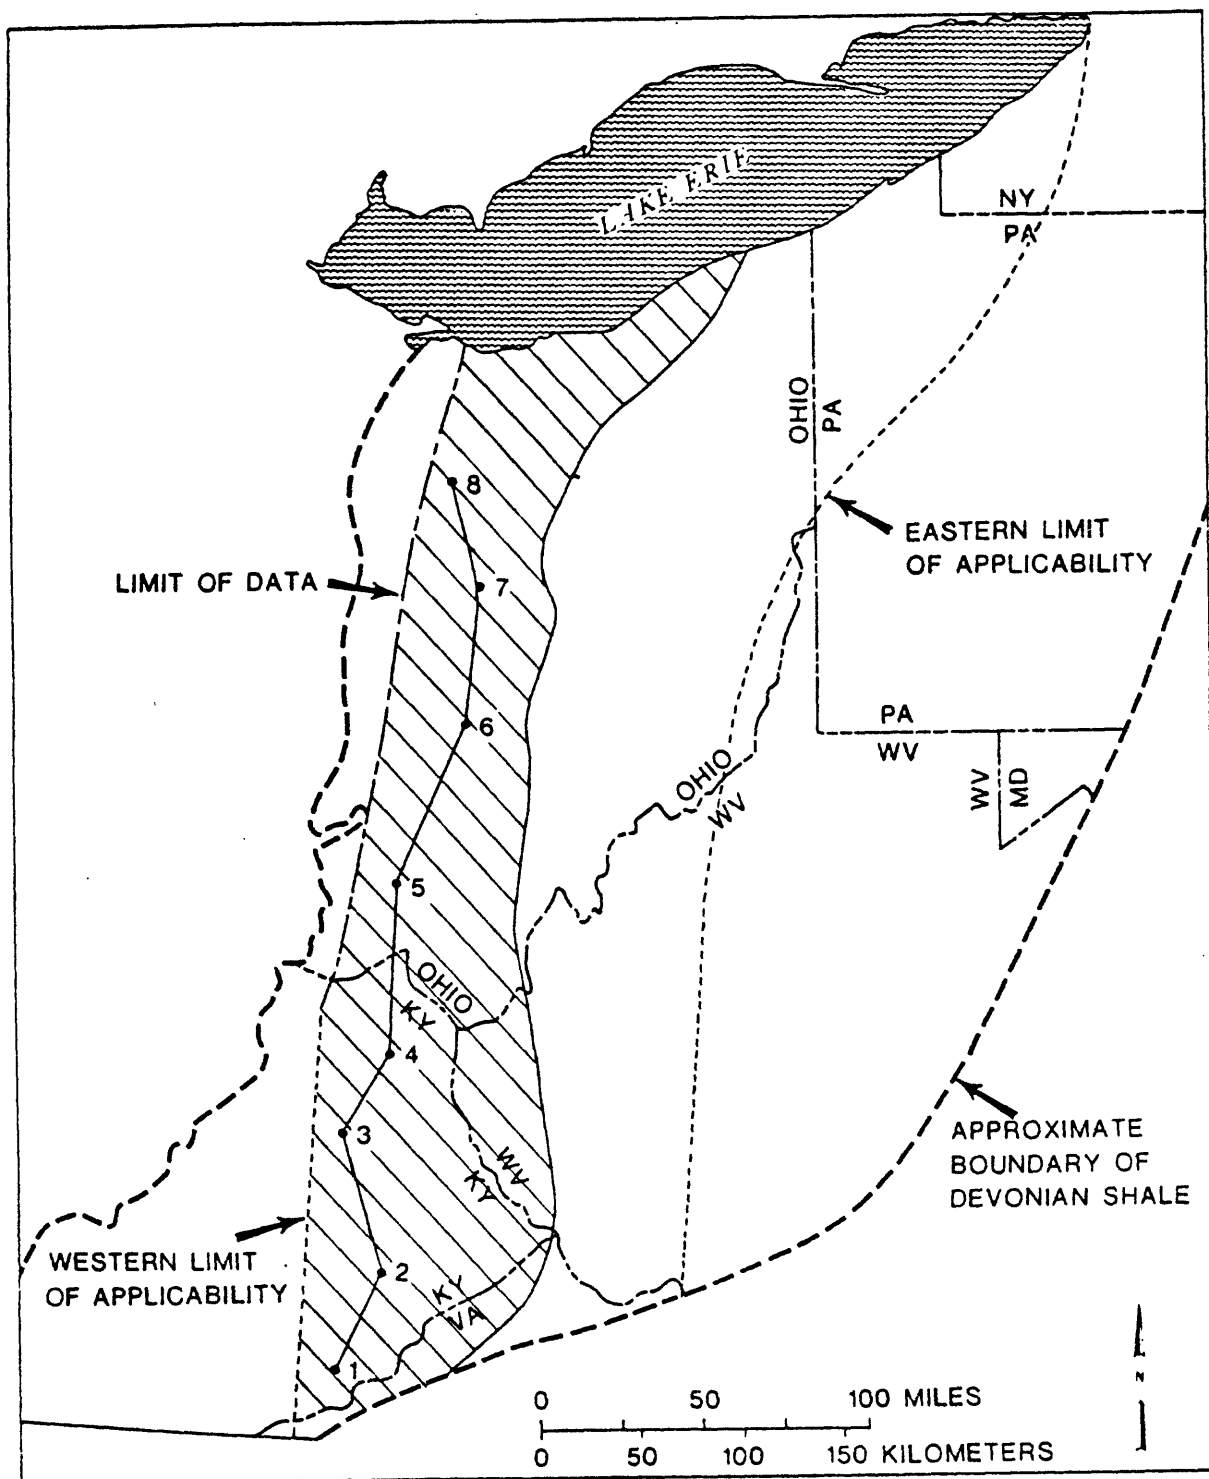 LAKE ERIE
NY
PA
OHIO
PA
8
EASTERN LIMIT
OF APPLICABILITY
LIMIT OF DATA
7
6
PA
WV
WV
MD
OHIO
WV
5
OHIO
KY
4
3
APPROXIMATE
BOUNDARY OF
DEVONIAN SHALE
WV
KY
WESTERN LIMIT
OF APPLICABILITY
2
KY
VA
1
0 50 100 MILES
0 50 100 150 KILOMETERS
N